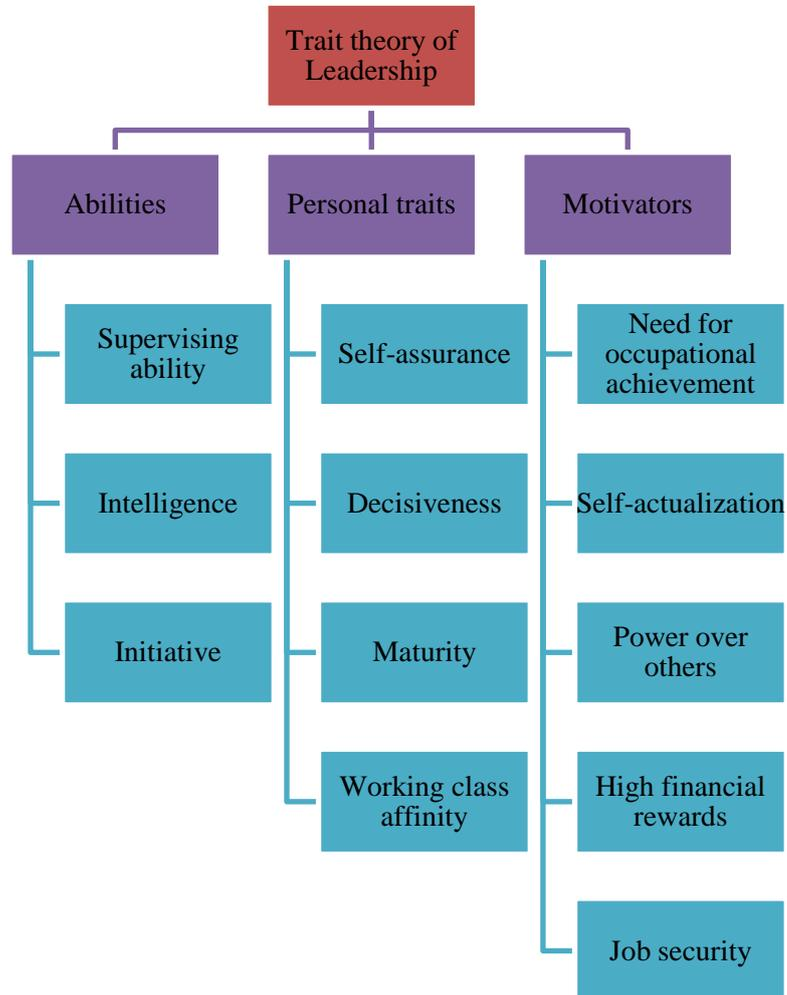 Trait theory of
Leadership
Abilities
Personal traits
Motivators
Supervising
ability
Intelligence
Initiative
Self-assurance
Decisiveness
Maturity
Working class
affinity
Need for
occupational
achievement
Self-actualization
Power over
others
High financial
rewards
Job security